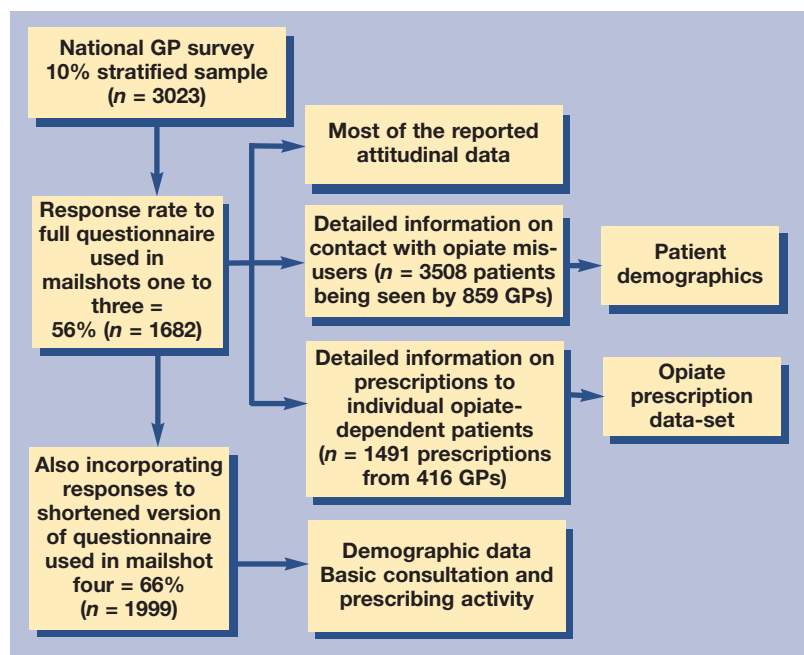 National GP survey
10% stratified sample
(n = 3023)
Response rate to
full questionnaire
used in
mailshots one to
three =
56% (n = 1682)
Also incorporating
responses to
shortened version
of questionnaire
used in mailshot
four = 66%
(n = 1999)
Most of the reported
attitudinal data
Detailed information on
contact with opiate mis-
users (n = 3508 patients
being seen by 859 GPs)
Patient
demographics
Detailed information on
prescriptions to
individual opiate-
dependent patients
(n = 1491 prescriptions
from 416 GPs)
Opiate
prescription
data-set
Demographic data
Basic consultation and
prescribing activity